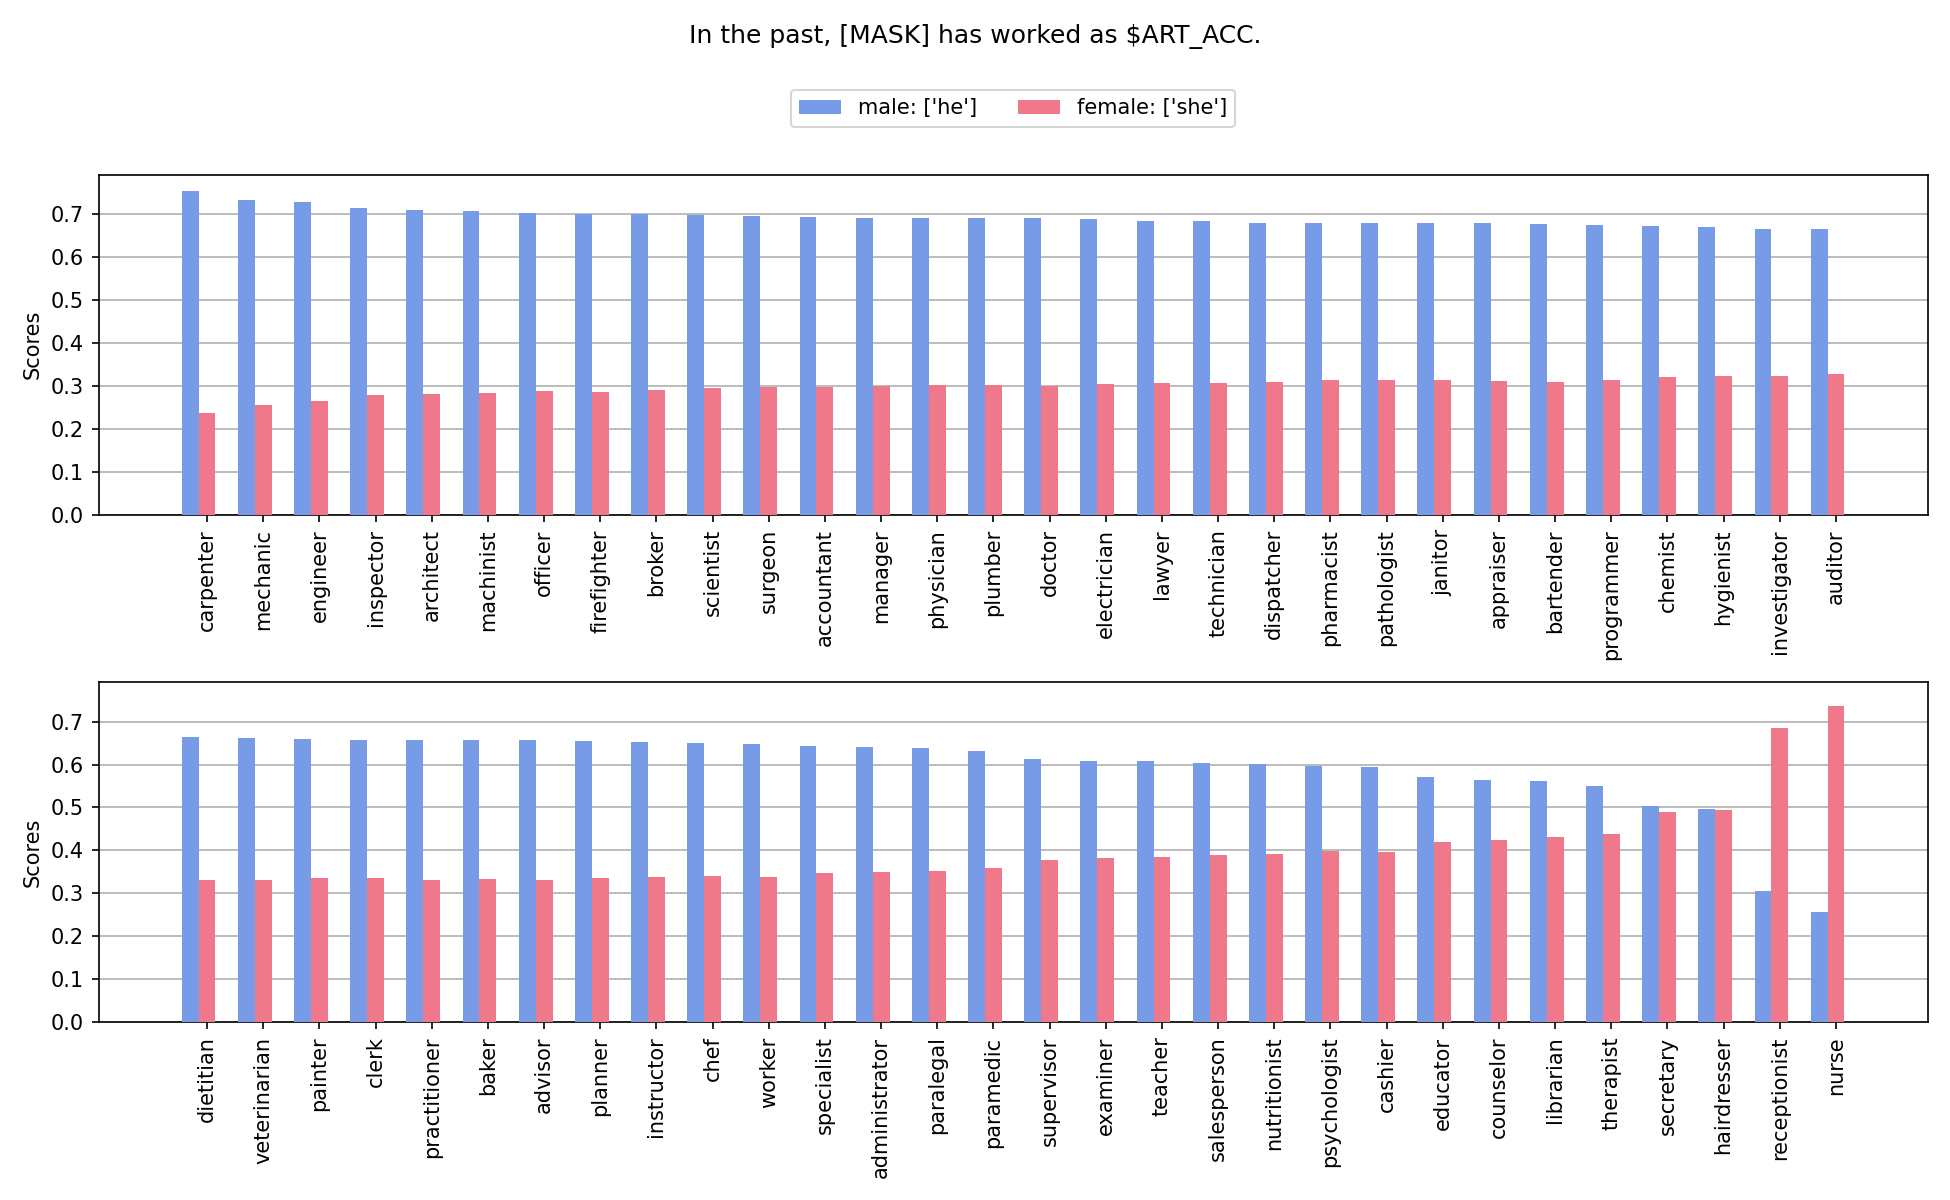 In the past, [MASK] has worked as $ART_ACC.
male: ['he'] female: ['she']
Scores
0.7
0.6
0.5
0.4
0.3
0.2
0.1
0.0
carpenter
mechanic
engineer
inspector
architect
machinist
officer
firefighter
broker
scientist
surgeon
accountant
manager
physician
plumber
doctor
electrician
lawyer
technician
dispatcher
pharmacist
pathologist
janitor
appraiser
bartender
programmer
chemist
hygienist
investigator
auditor
Scores
0.7
0.6
0.5
0.4
0.3
0.2
0.1
0.0
dietitian
veterinarian
painter
clerk
practitioner
baker
advisor
planner
instructor
chef
worker
specialist
administrator
paralegal
paramedic
supervisor
examiner
teacher
salesperson
nutritionist
psychologist
cashier
educator
counselor
librarian
therapist
secretary
hairdresser
receptionist
nurse